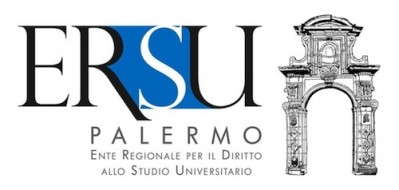 ERSU
PALERMO
ENTE REGIONALE PER IL DIRITTO
ALLO STUDIO UNIVERSITARIO